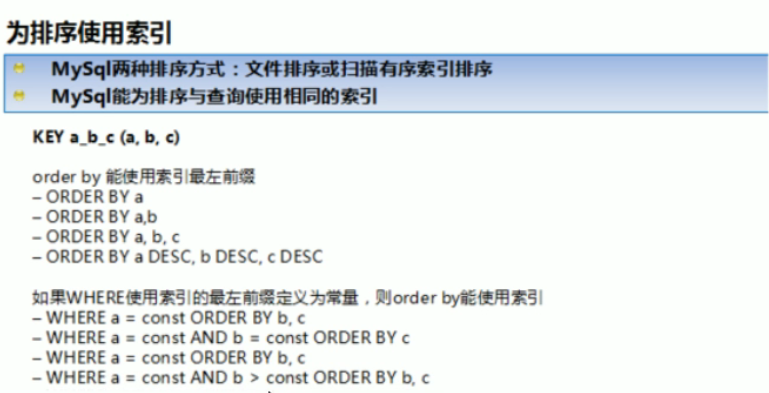 为排序使用索引
MySql两种排序方式：文件排序或扫描有序索引排序
MySql能为排序与查询使用相同的索引
KEY a_b_c (a, b, c)
order by 能使用索引最左前缀
– ORDER BY a
– ORDER BY a,b
– ORDER BY a, b, c
– ORDER BY a DESC, b DESC, c DESC
如果WHERE使用索引的最左前缀定义为常量，则order by能使用索引
– WHERE a = const ORDER BY b, c
– WHERE a = const AND b = const ORDER BY c
– WHERE a = const ORDER BY b, c
– WHERE a = const AND b > const ORDER BY b, c